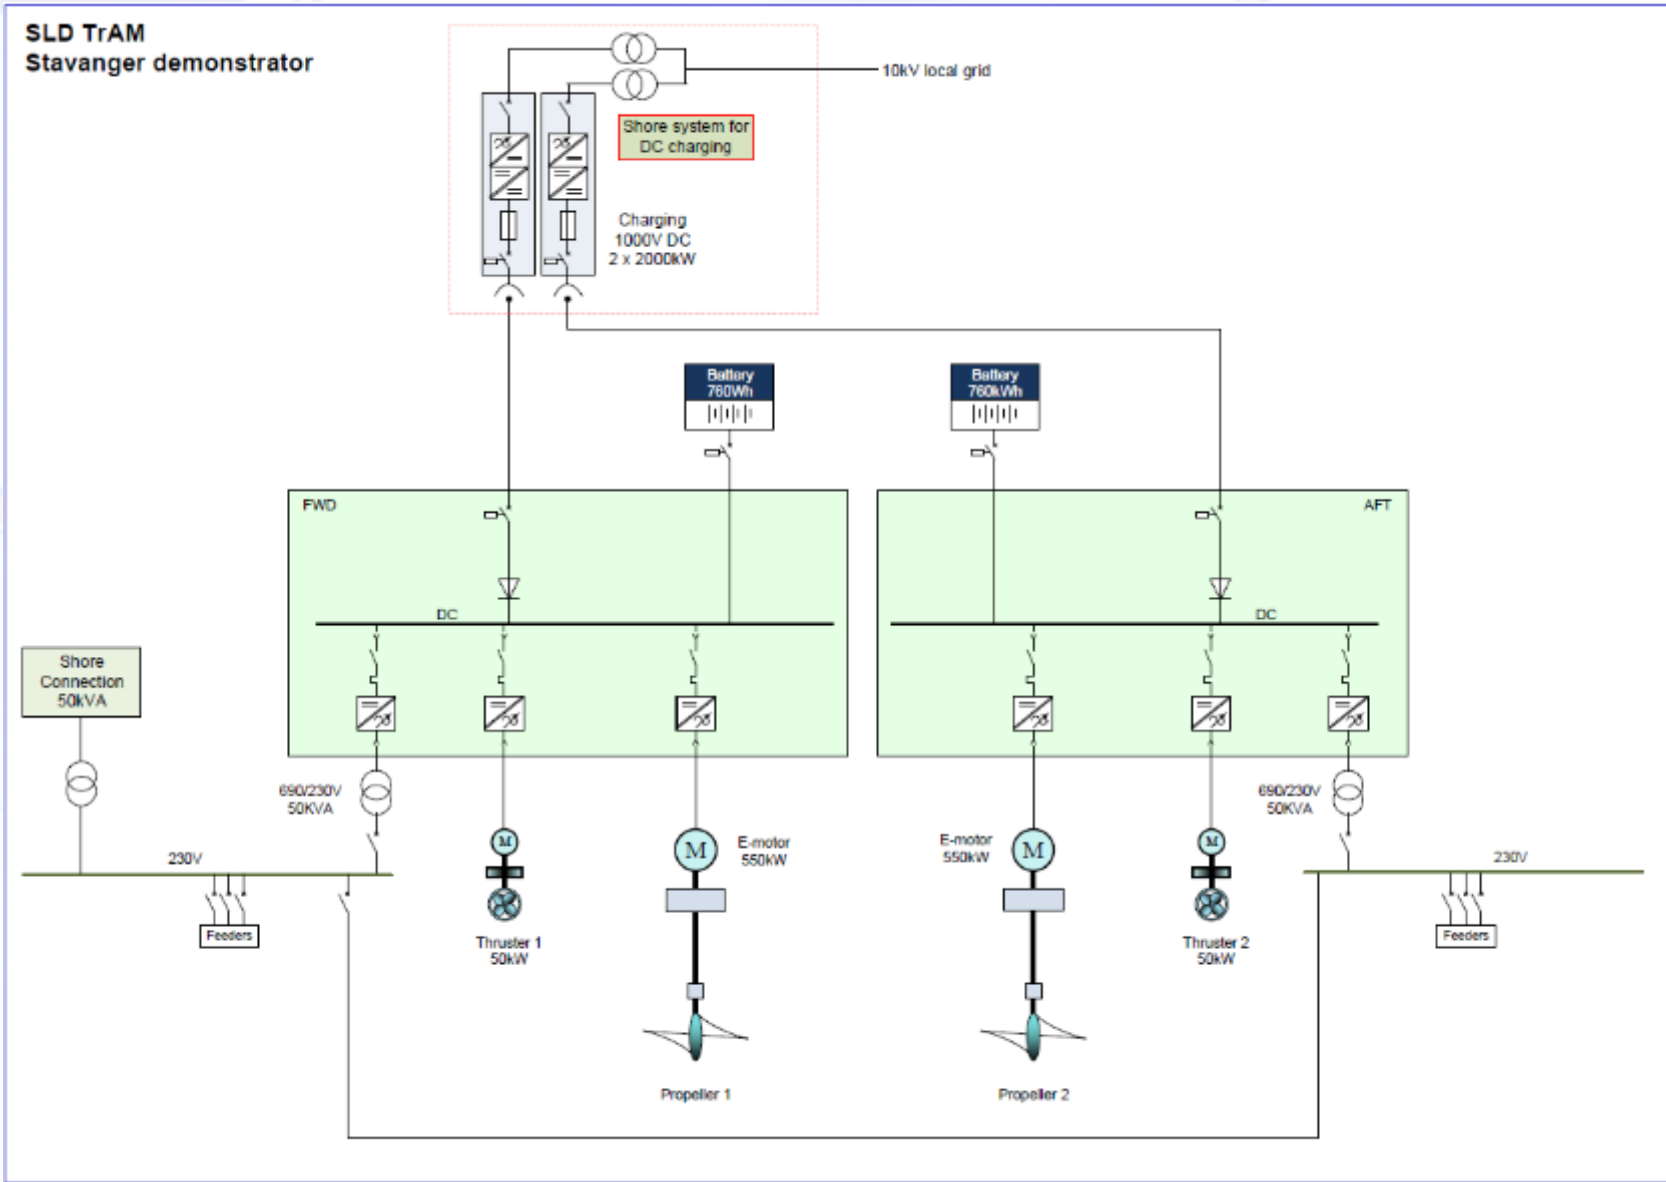 SLD TrAM
Stavanger demonstrator
10kV local grid
Shore system for
DC charging
Charging
1000V DC
2 x 2000kW
Battery
760Wh
Battery
760kWh
FWD
AFT
DC
DC
Shore
Connection
50kVA
690/230V
50KVA
690/230V
50KVA
230V
M
M
E-motor
550kW
E-motor
550kW
M
M
230V
Feeders
Thruster 1
50kW
Thruster 2
50kW
Feeders
Propeller 1
Propeller 2